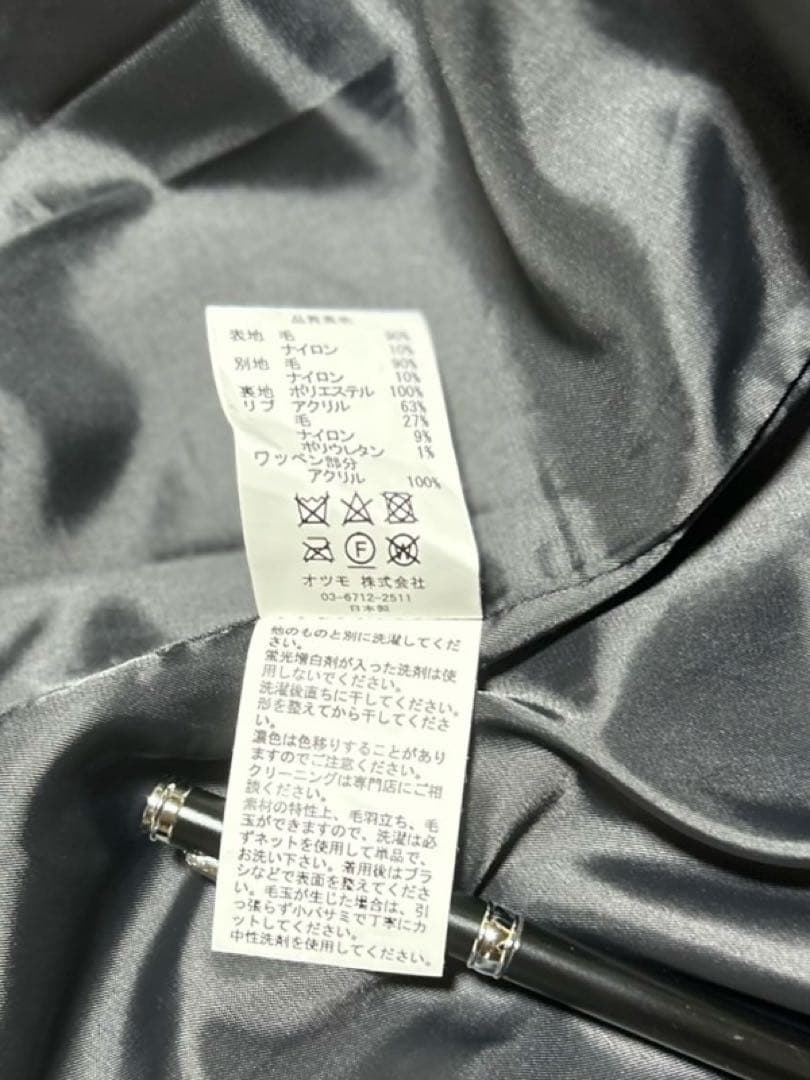 品質表示
表地 毛 90%
ナイロン 10%
別地 毛 90%
ナイロン 10%
裏地 ポリエステル 100%
リブ アクリル 63%
毛 27%
ナイロン 9%
ポリウレタン 1%
ワッペン部分
アクリル 100%
F W
オツモ 株式会社
03-6712-2511
日本製
他のものと別に洗濯してくだ
さい。
蛍光増白剤が入った洗剤は使
用しないでください。
洗濯後直ちに干してください。
形を整えてから干してくださ
い。
濃色は色移りすることがあり
ますのでご注意ください。
クリーニングは専門店にご相
談ください。
素材の特性上、毛羽立ち、毛
玉ができますので、洗濯は必
ずネットを使用して単品で、
お洗い下さい。着用後はブラ
シなどで表面を整えてくださ
い。毛玉が生じた場合は、引
っ張らず小バサミで丁寧にカ
ットしてください。
中性洗剤を使用してください。